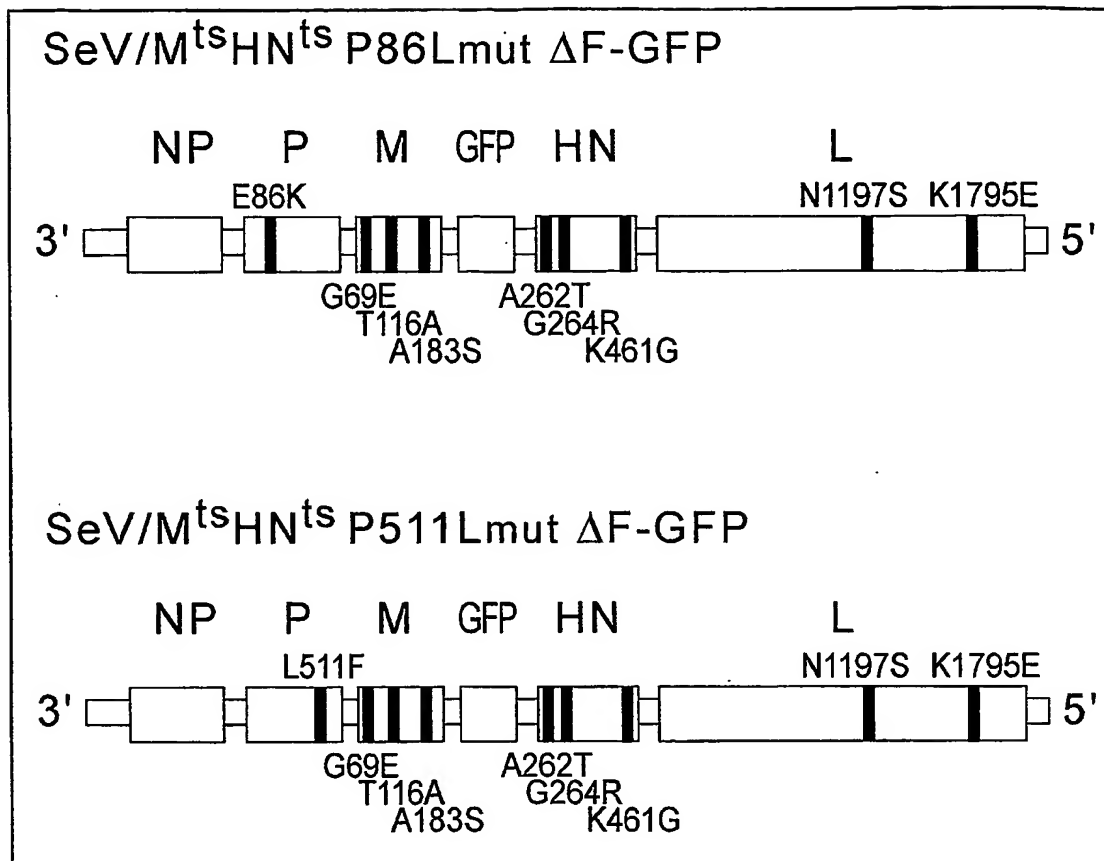 SeV/MtsHNts P86Lmut ΔF-GFP
NP P M GFP HN L
E86K N1197S K1795E
3' 5'
G69E A262T
T116A G264R
A183S K461G
SeV/MtsHNts P511Lmut ΔF-GFP
NP P M GFP HN L
L511F N1197S K1795E
3' 5'
G69E A262T
T116A G264R
A183S K461G